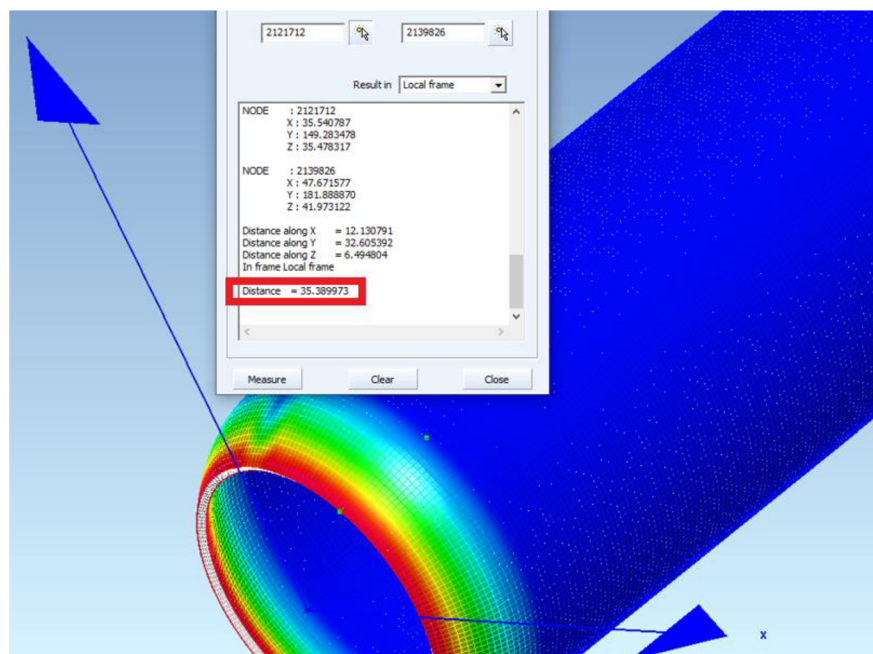 2121712 2139826
Result in Local frame
NODE : 2121712
X : 35.540787
Y : 149.283478
Z : 35.478317
NODE : 2139826
X : 47.671577
Y : 181.888870
Z : 41.973122
Distance along X = 12.130791
Distance along Y = 32.605392
Distance along Z = 6.494804
In frame Local frame
Distance = 35.389973
Measure Clear Close
x